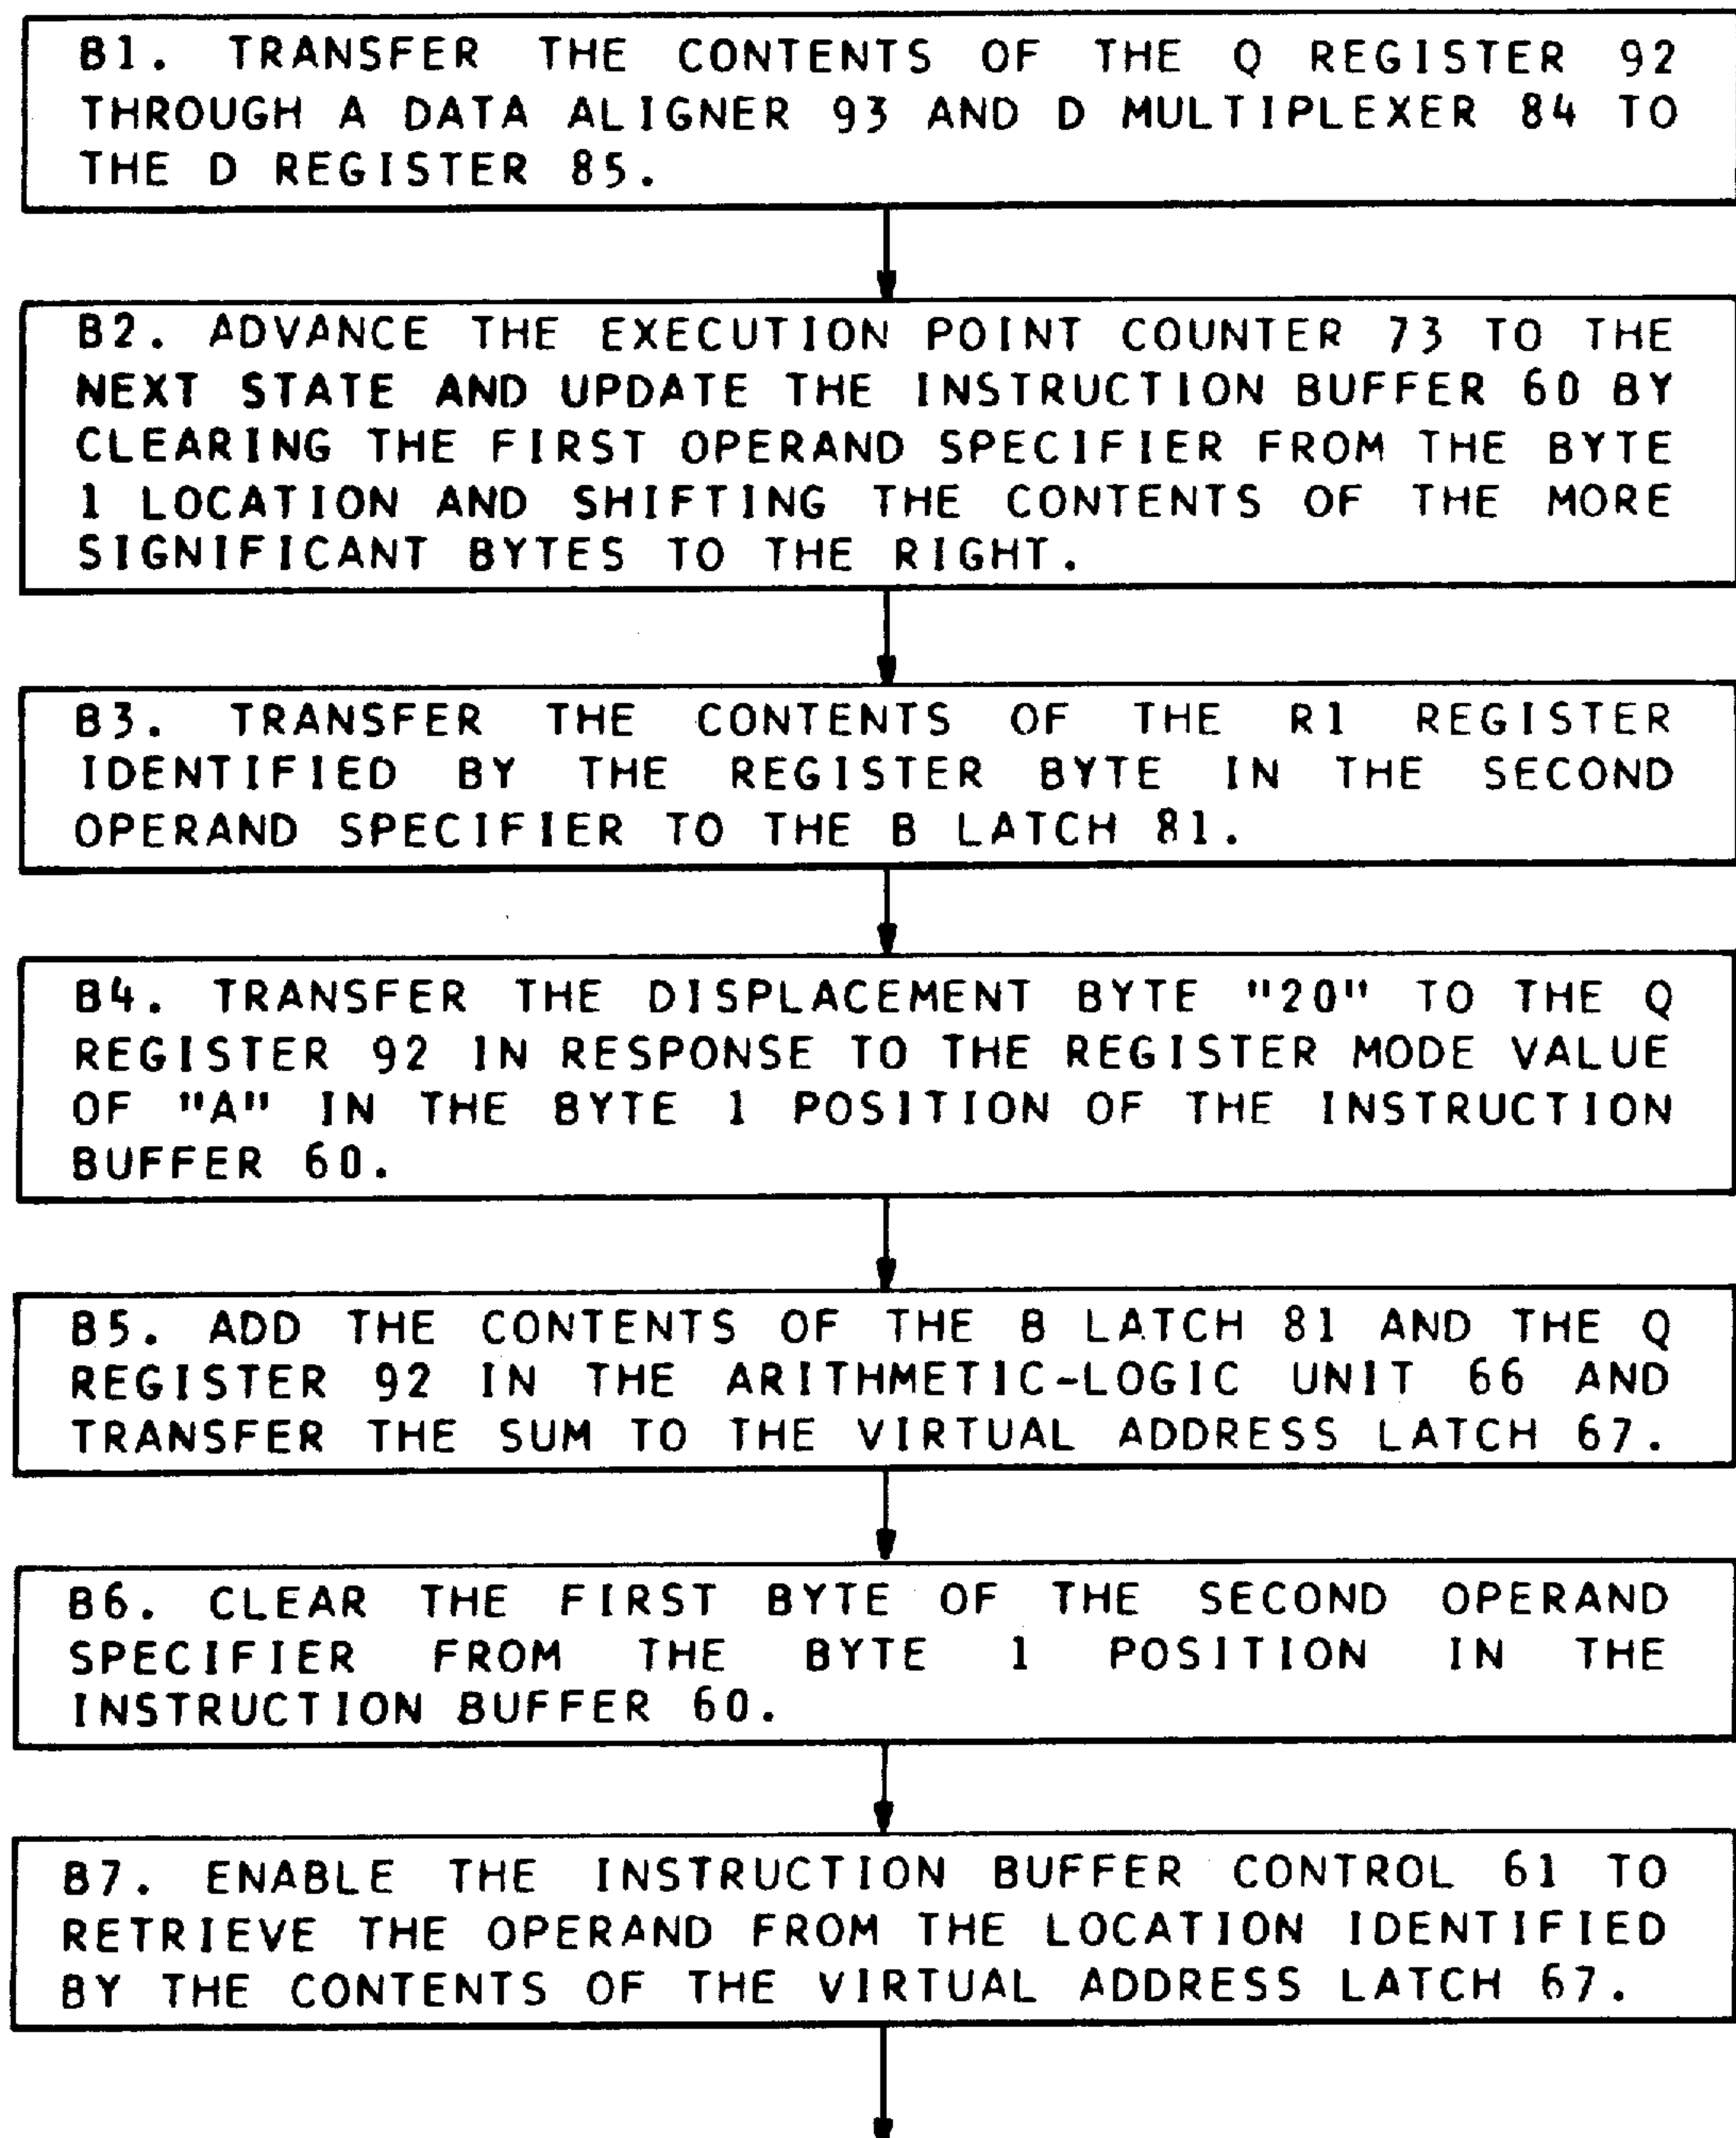 B1. TRANSFER THE CONTENTS OF THE Q REGISTER 92
THROUGH A DATA ALIGNER 93 AND D MULTIPLEXER 84 TO
THE D REGISTER 85.
B2. ADVANCE THE EXECUTION POINT COUNTER 73 TO THE
NEXT STATE AND UPDATE THE INSTRUCTION BUFFER 60 BY
CLEARING THE FIRST OPERAND SPECIFIER FROM THE BYTE
1 LOCATION AND SHIFTING THE CONTENTS OF THE MORE
SIGNIFICANT BYTES TO THE RIGHT.
B3. TRANSFER THE CONTENTS OF THE R1 REGISTER
IDENTIFIED BY THE REGISTER BYTE IN THE SECOND
OPERAND SPECIFIER TO THE B LATCH 81.
B4. TRANSFER THE DISPLACEMENT BYTE "20" TO THE Q
REGISTER 92 IN RESPONSE TO THE REGISTER MODE VALUE
OF "A" IN THE BYTE 1 POSITION OF THE INSTRUCTION
BUFFER 60.
B5. ADD THE CONTENTS OF THE B LATCH 81 AND THE Q
REGISTER 92 IN THE ARITHMETIC-LOGIC UNIT 66 AND
TRANSFER THE SUM TO THE VIRTUAL ADDRESS LATCH 67.
B6. CLEAR THE FIRST BYTE OF THE SECOND OPERAND
SPECIFIER FROM THE BYTE 1 POSITION IN THE
INSTRUCTION BUFFER 60.
B7. ENABLE THE INSTRUCTION BUFFER CONTROL 61 TO
RETRIEVE THE OPERAND FROM THE LOCATION IDENTIFIED
BY THE CONTENTS OF THE VIRTUAL ADDRESS LATCH 67.